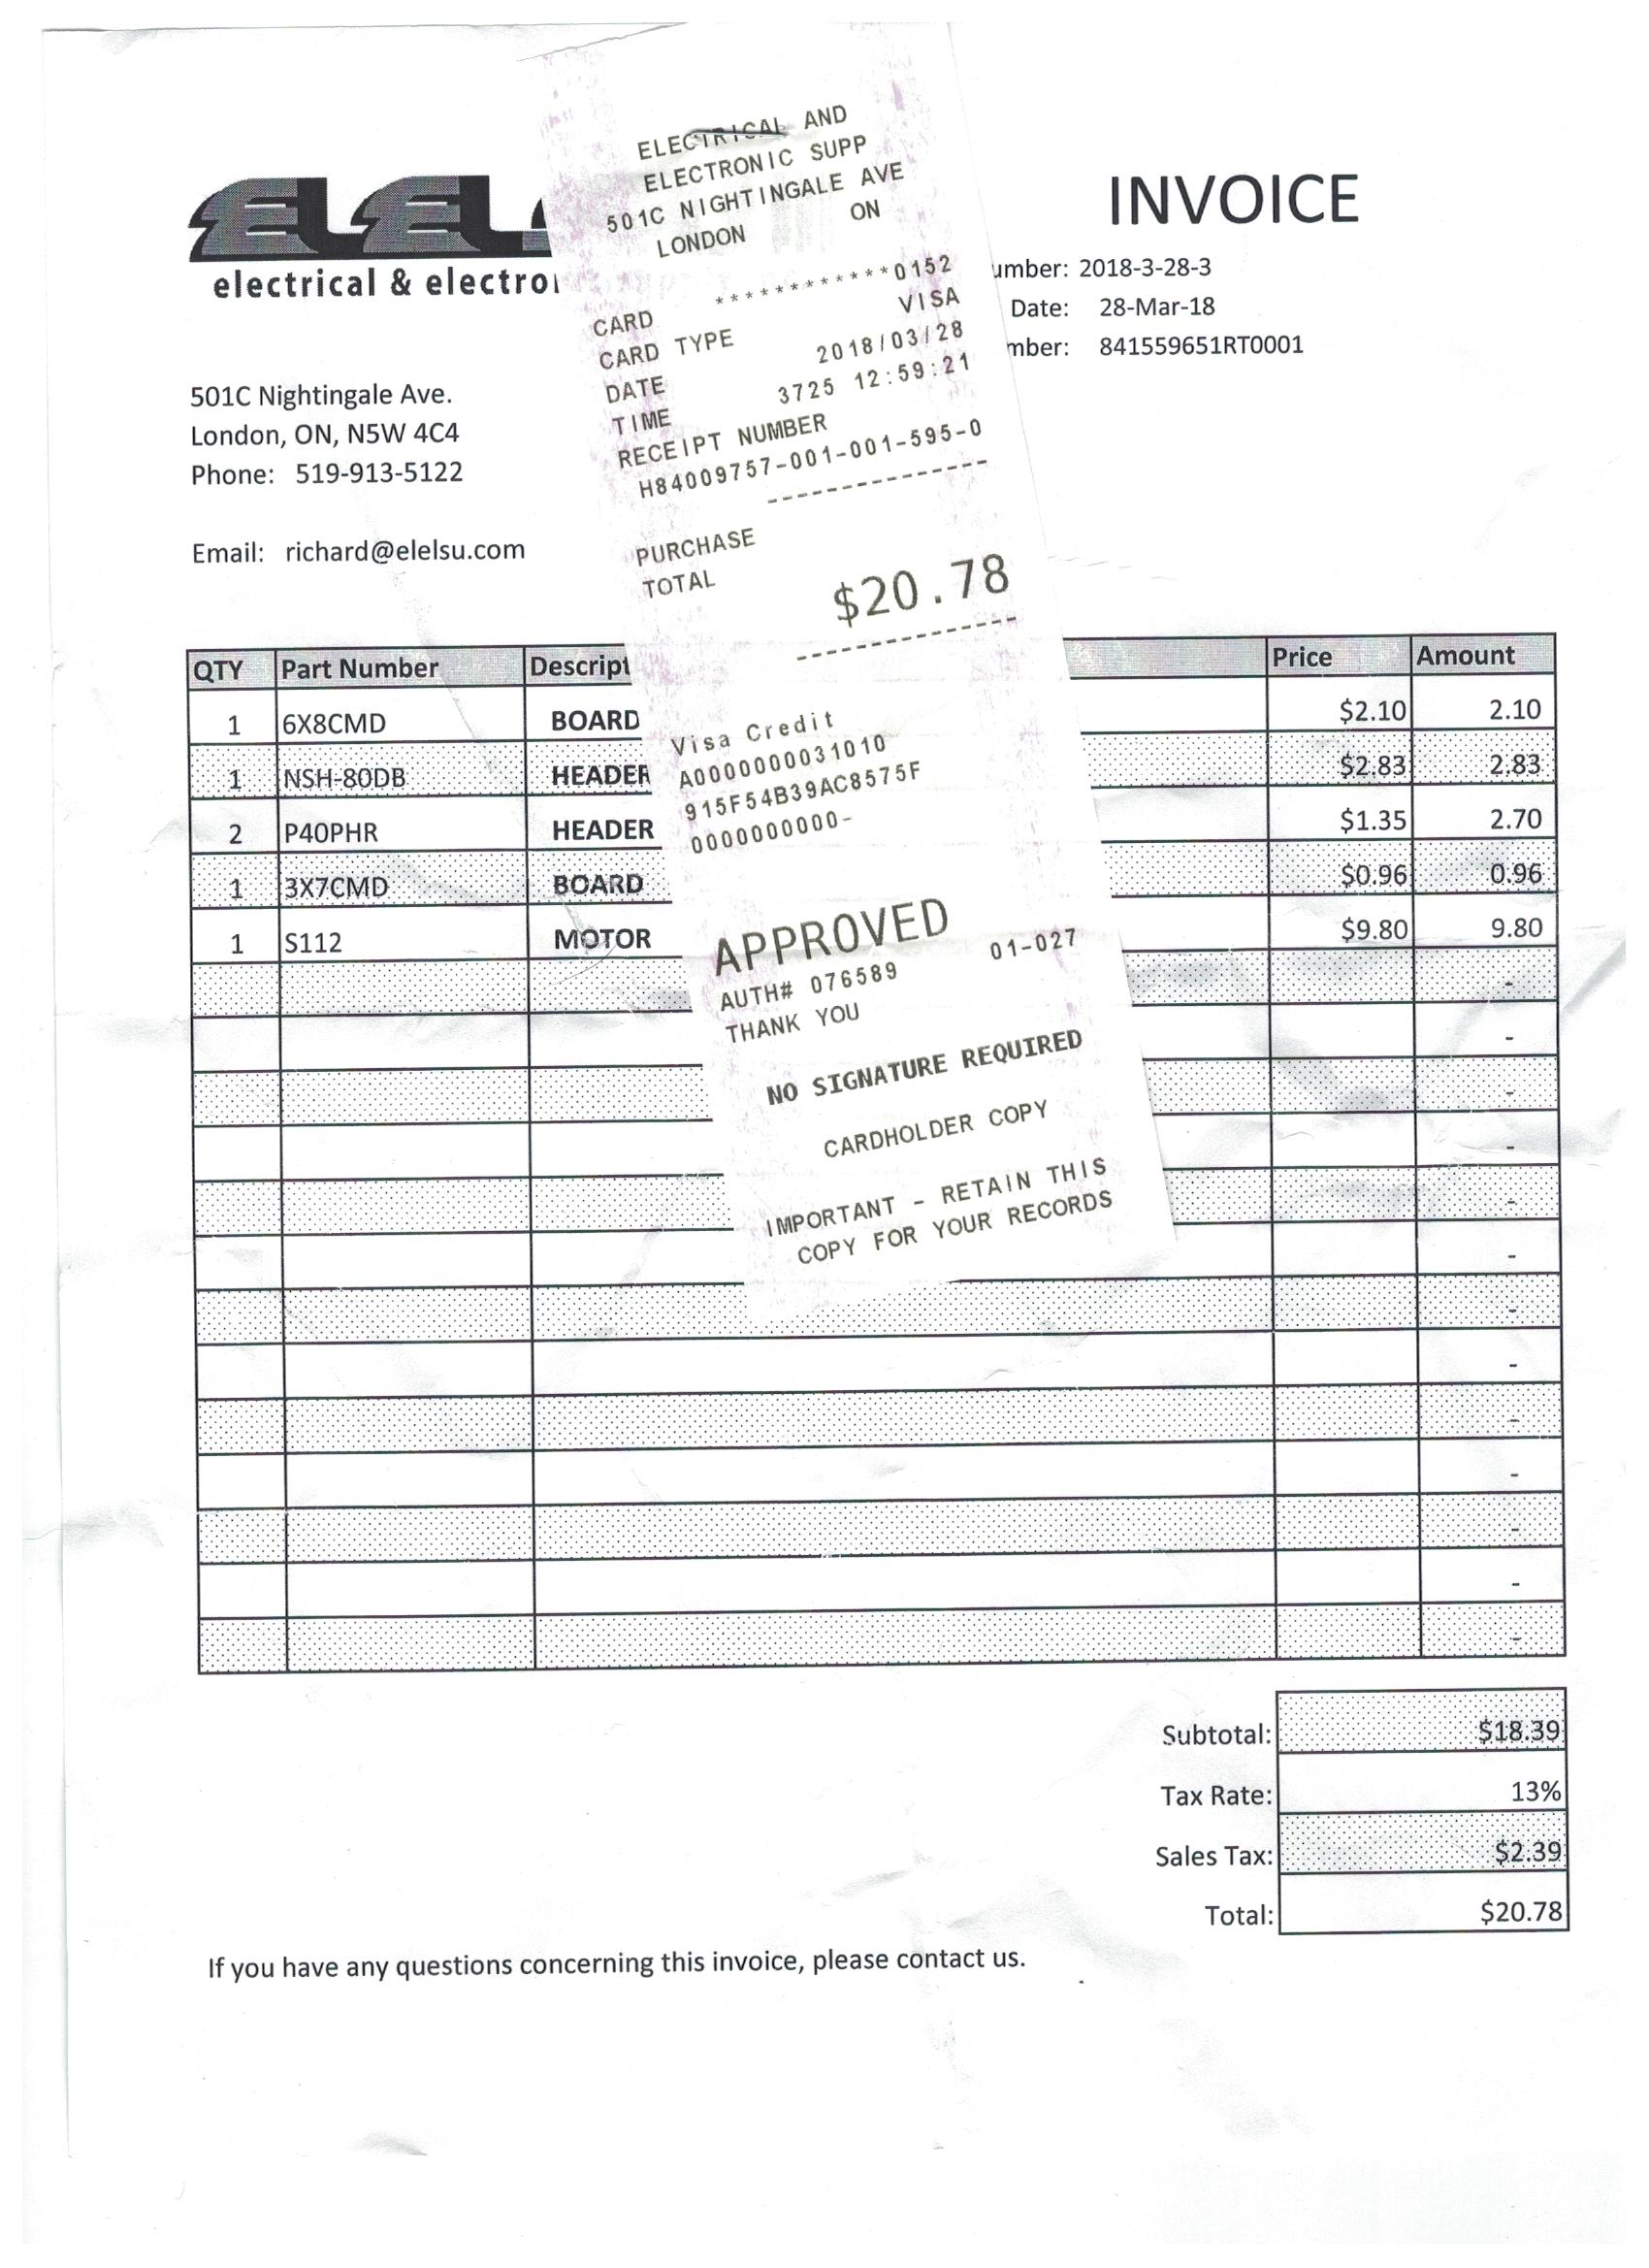 ELECTRICAL AND
ELECTRONIC SUPP
501C NIGHTINGALE AVE
LONDON ON
CARD ************0152
CARD TYPE VISA
DATE 2018/03/28
TIME 3725 12:59:21
RECEIPT NUMBER
H84009757-001-001-595-0
PURCHASE
TOTAL
$20.78
Visa Credit
A0000000031010
915F54B39AC8575F
0000000000-
APPROVED
AUTH# 076589 01-027
THANK YOU
NO SIGNATURE REQUIRED
CARDHOLDER COPY
IMPORTANT - RETAIN THIS
COPY FOR YOUR RECORDS
ELEL
electrical & electro
INVOICE
umber: 2018-3-28-3
Date: 28-Mar-18
mber: 841559651RT0001
501C Nightingale Ave.
London, ON, N5W 4C4
Phone: 519-913-5122
Email: richard@elelsu.com
QTY Part Number Descript Price Amount
1 6X8CMD BOARD $2.10 2.10
1 NSH-80DB HEADER $2.83 2.83
2 P40PHR HEADER $1.35 2.70
1 3X7CMD BOARD $0.96 0.96
1 S112 MOTOR $9.80 9.80
-
-
-
-
-
-
-
-
-
-
-
-
-
Subtotal: $18.39
Tax Rate: 13%
Sales Tax: $2.39
Total: $20.78
If you have any questions concerning this invoice, please contact us.